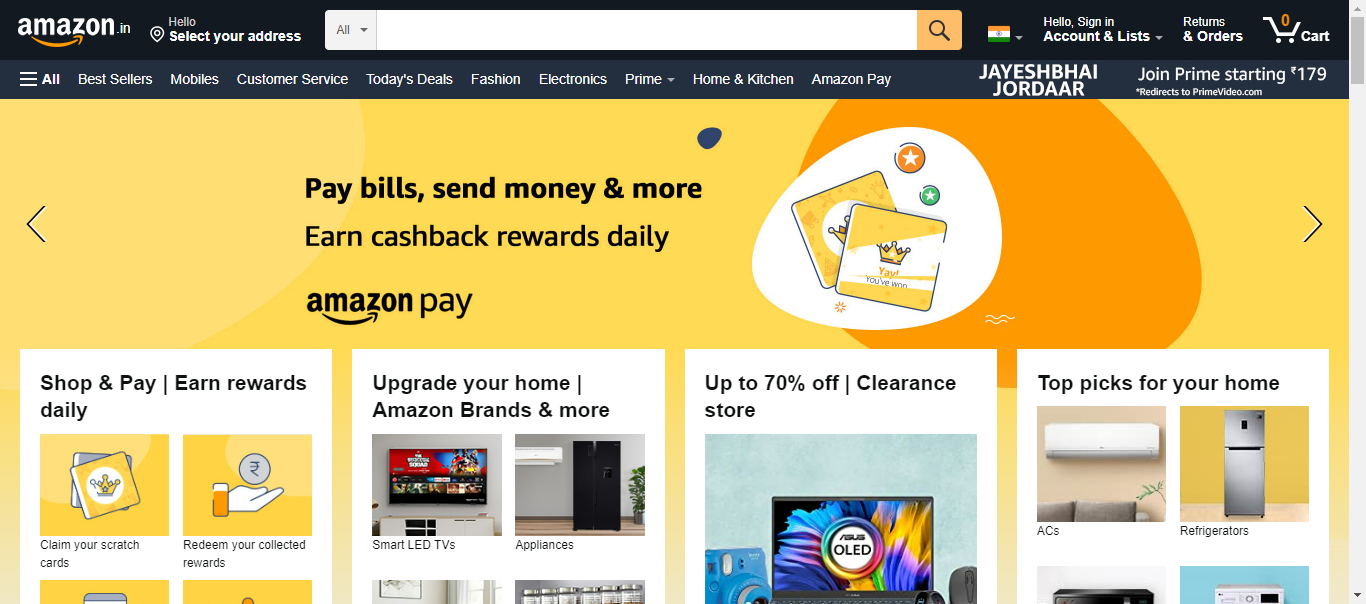 amazon.in
Hello
Select your address
All
Hello, Sign in
Account & Lists
Returns
& Orders
0
Cart
All
Best Sellers
Mobiles
Customer Service
Today's Deals
Fashion
Electronics
Prime
Home & Kitchen
Amazon Pay
JAYESHBHAI
JORDAAR
Join Prime starting ₹179
*Redirects to PrimeVideo.com
Pay bills, send money & more
Earn cashback rewards daily
amazon pay
Yay!
You've won
Shop & Pay | Earn rewards
daily
Claim your scratch
cards
₹
Redeem your collected
rewards
Upgrade your home |
Amazon Brands & more
Smart LED TVs
Appliances
Up to 70% off | Clearance
store
ASUS
OLED
Top picks for your home
ACs
Refrigerators